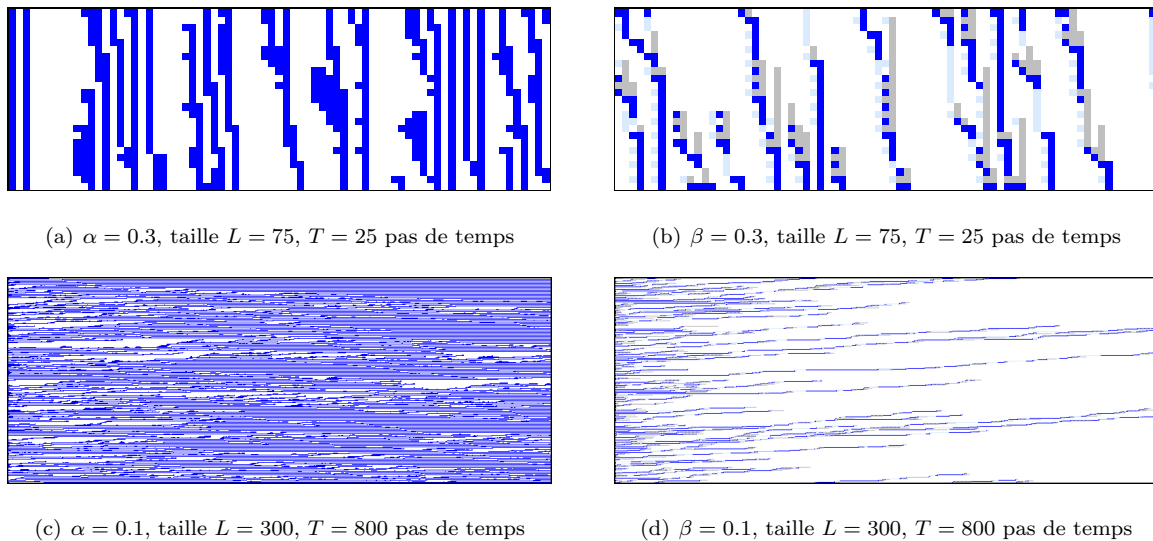 (a) α = 0.3, taille L = 75, T = 25 pas de temps
(b) β = 0.3, taille L = 75, T = 25 pas de temps
(c) α = 0.1, taille L = 300, T = 800 pas de temps
(d) β = 0.1, taille L = 300, T = 800 pas de temps